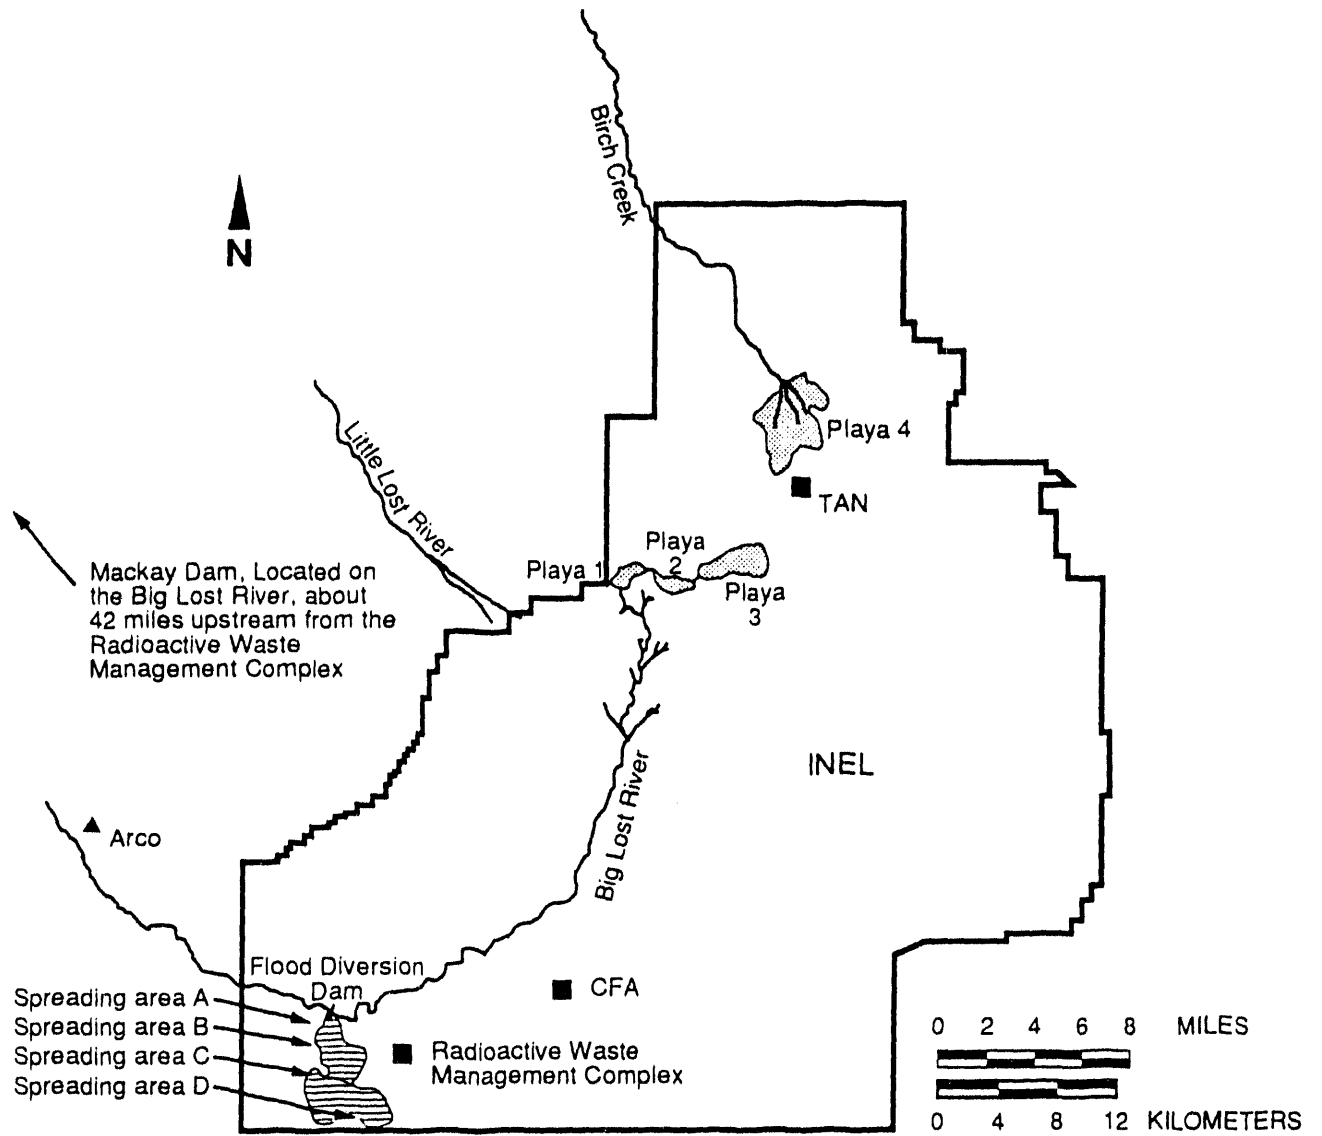 Birch Creek
N
Playa 4
TAN
Little Lost River
Playa 1
Playa
2
Playa
3
Mackay Dam, Located on
the Big Lost River, about
42 miles upstream from the
Radioactive Waste
Management Complex
INEL
Big Lost River
Arco
Flood Diversion
Dam
CFA
Spreading area A
Spreading area B
Spreading area C
Spreading area D
Radioactive Waste
Management Complex
0 2 4 6 8 MILES
0 4 8 12 KILOMETERS